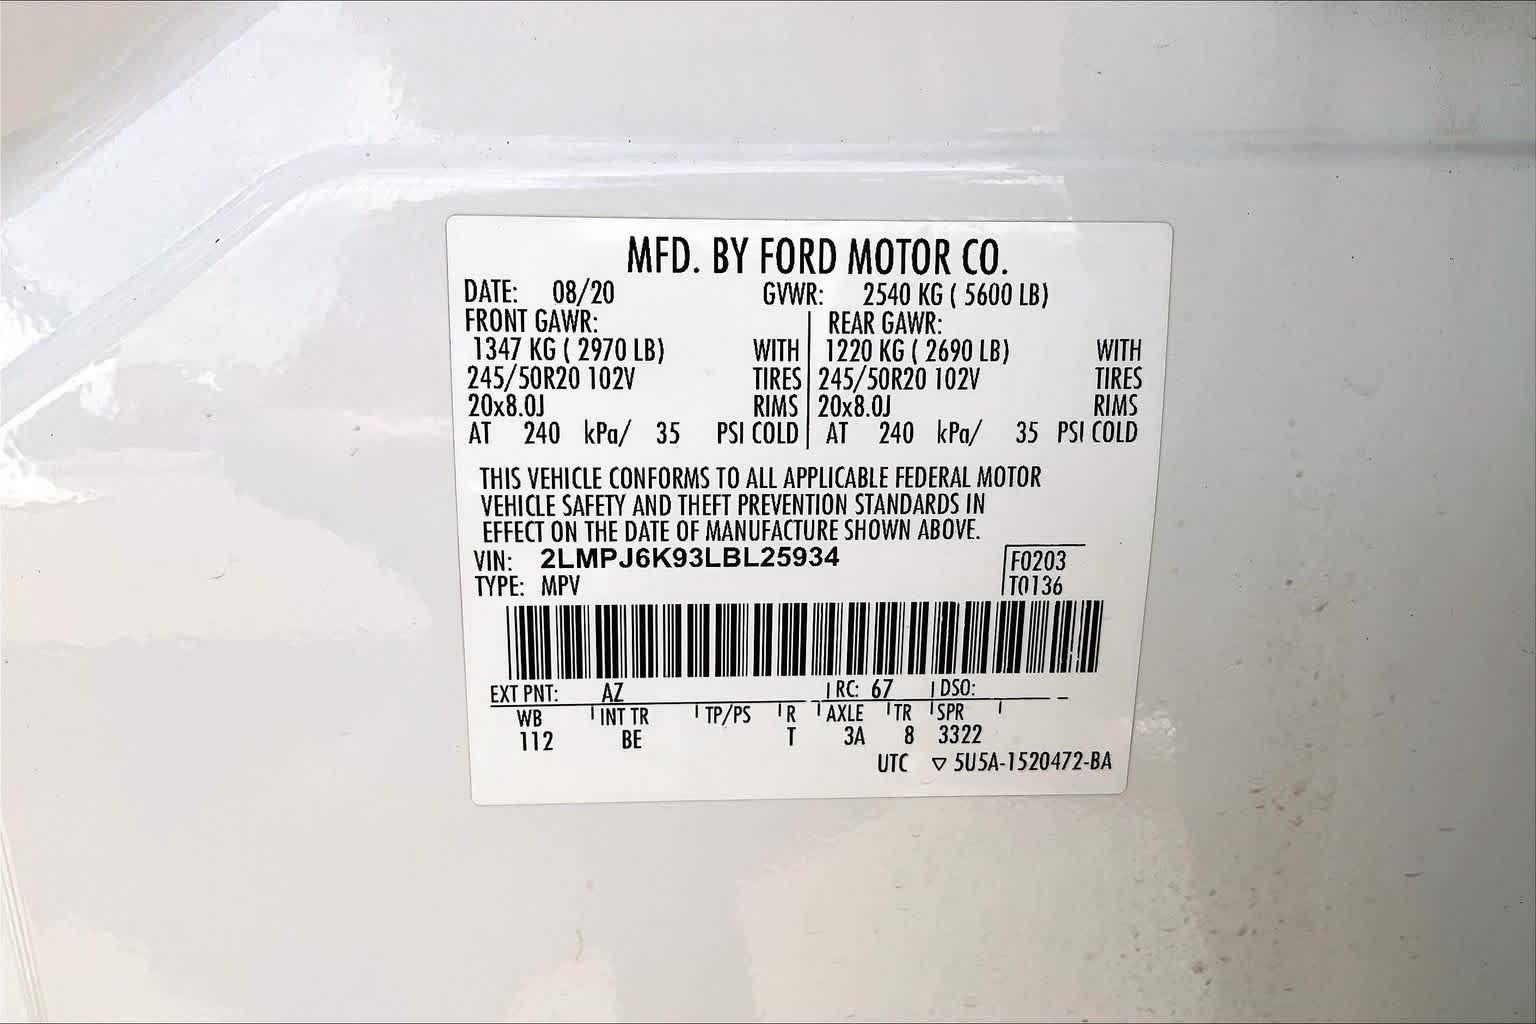 MFD. BY FORD MOTOR CO.
DATE: 08/20 GVWR: 2540 KG ( 5600 LB)
FRONT GAWR: REAR GAWR:
1347 KG ( 2970 LB) WITH 1220 KG ( 2690 LB) WITH
245/50R20 102V TIRES 245/50R20 102V TIRES
20x8.0J RIMS 20x8.0J RIMS
AT 240 kPa/ 35 PSI COLD AT 240 kPa/ 35 PSI COLD
THIS VEHICLE CONFORMS TO ALL APPLICABLE FEDERAL MOTOR
VEHICLE SAFETY AND THEFT PREVENTION STANDARDS IN
EFFECT ON THE DATE OF MANUFACTURE SHOWN ABOVE.
VIN: 2LMPJ6K93LBL25934 F0203
TYPE: MPV T0136
EXT PNT: AZ RC: 67 DSO:
WB INT TR TP/PS R AXLE TR SPR
112 BE T 3A 8 3322
UTC ▽ 5U5A-1520472-BA